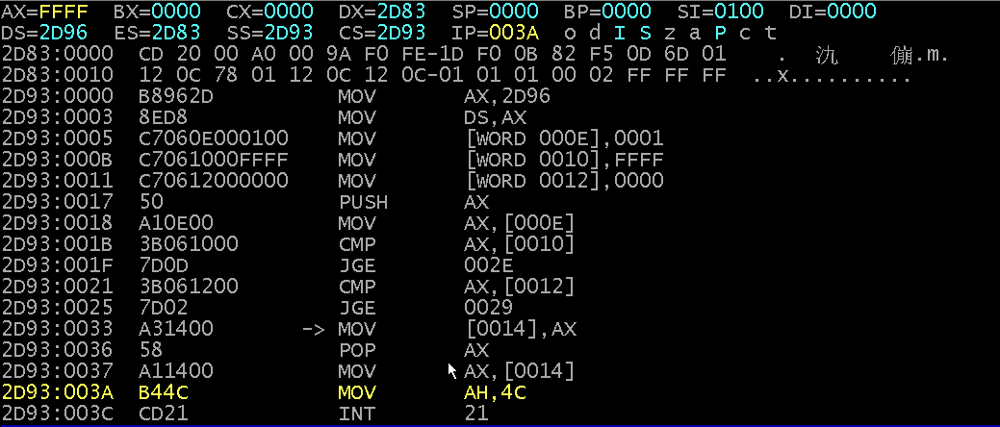 AX=FFFF BX=0000 CX=0000 DX=2D83 SP=0000 BP=0000 SI=0100 DI=0000
DS=2D96 ES=2D83 SS=2D93 CS=2D93 IP=003A o d I S z a P c t
2D83:0000 CD 20 00 A0 00 9A F0 FE-1D F0 0B 82 F5 0D 6D 01 . 氿 傰.m.
2D83:0010 12 0C 78 01 12 0C 12 0C-01 01 01 00 02 FF FF FF ..x..........
2D93:0000 B8962D MOV AX,2D96
2D93:0003 8ED8 MOV DS,AX
2D93:0005 C7060E000100 MOV [WORD 000E],0001
2D93:000B C7061000FFFF MOV [WORD 0010],FFFF
2D93:0011 C70612000000 MOV [WORD 0012],0000
2D93:0017 50 PUSH AX
2D93:0018 A10E00 MOV AX,[000E]
2D93:001B 3B061000 CMP AX,[0010]
2D93:001F 7D0D JGE 002E
2D93:0021 3B061200 CMP AX,[0012]
2D93:0025 7D02 JGE 0029
2D93:0033 A31400 -> MOV [0014],AX
2D93:0036 58 POP AX
2D93:0037 A11400 MOV AX,[0014]
2D93:003A B44C MOV AH,4C
2D93:003C CD21 INT 21